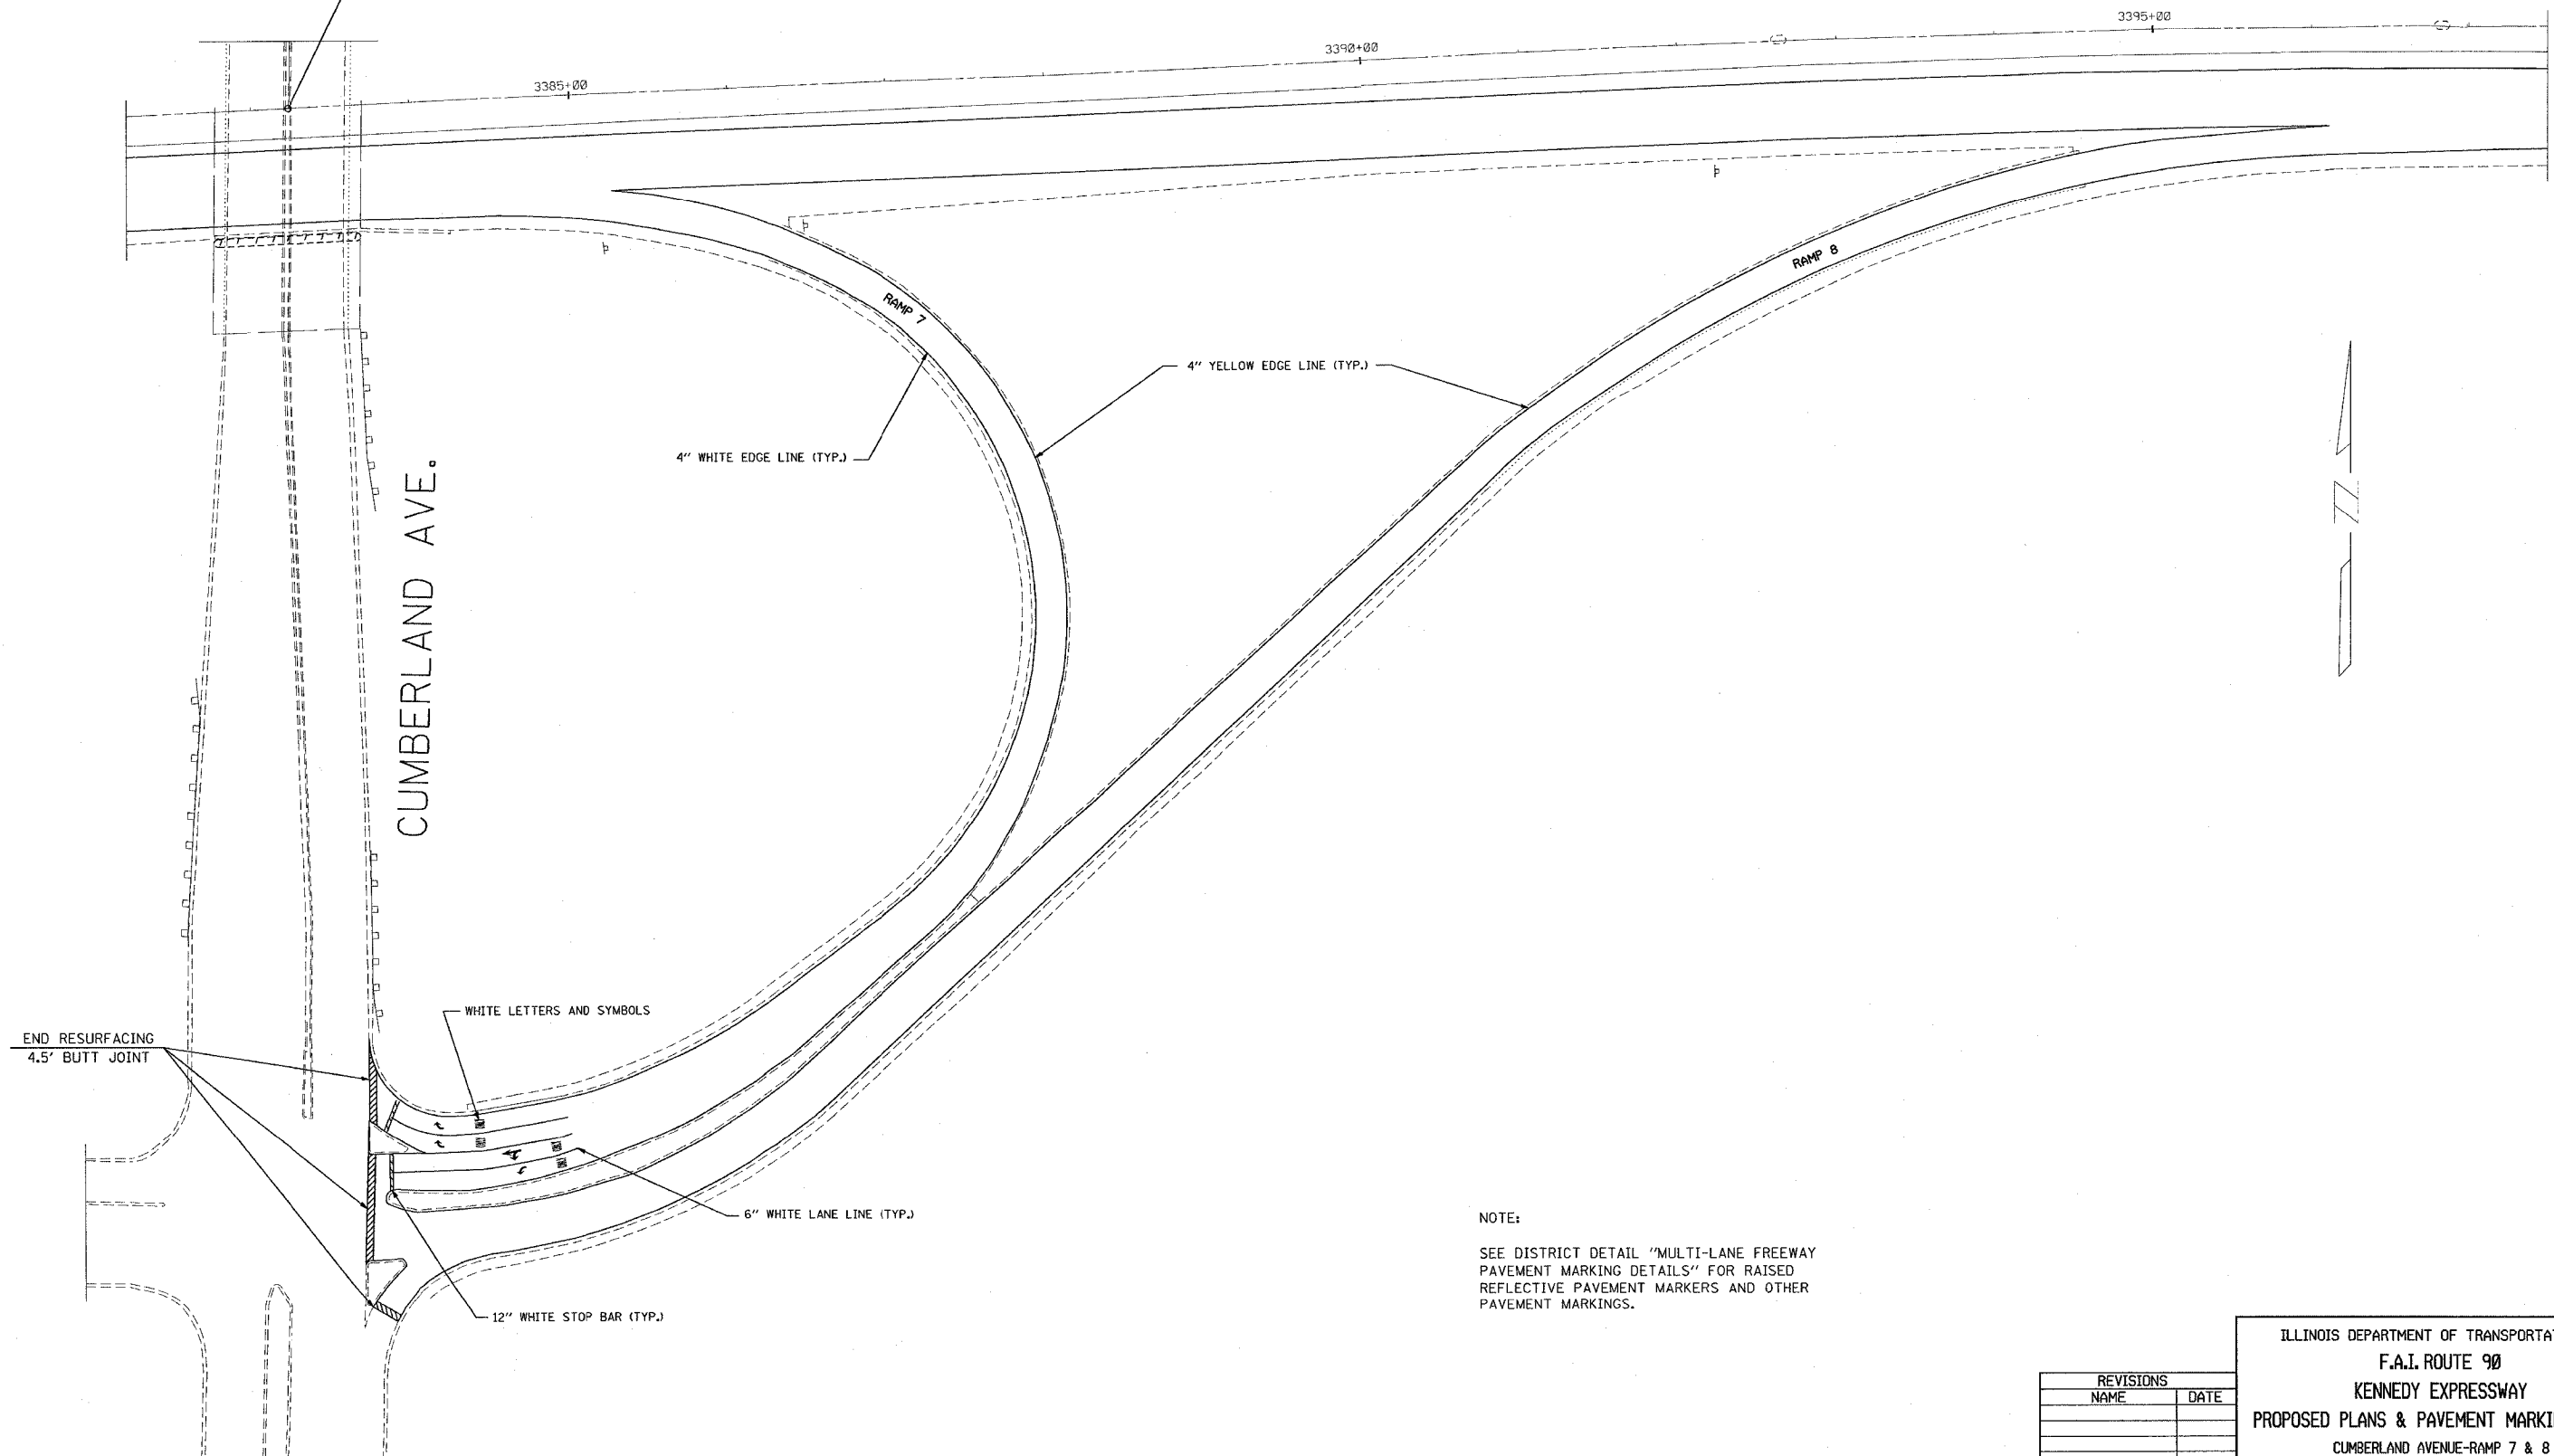 3395+00
3390+00
3385+00
RAMP 8
RAMP 7
4" YELLOW EDGE LINE (TYP.)
4" WHITE EDGE LINE (TYP.)
CUMBERLAND AVE.
N
WHITE LETTERS AND SYMBOLS
END RESURFACING
4.5' BUTT JOINT
6" WHITE LANE LINE (TYP.)
12" WHITE STOP BAR (TYP.)
NOTE:
SEE DISTRICT DETAIL "MULTI-LANE FREEWAY
PAVEMENT MARKING DETAILS" FOR RAISED
REFLECTIVE PAVEMENT MARKERS AND OTHER
PAVEMENT MARKINGS.
REVISIONS
NAME DATE
ILLINOIS DEPARTMENT OF TRANSPORTA
F.A.I. ROUTE 90
KENNEDY EXPRESSWAY
PROPOSED PLANS & PAVEMENT MARKI
CUMBERLAND AVENUE-RAMP 7 & 8